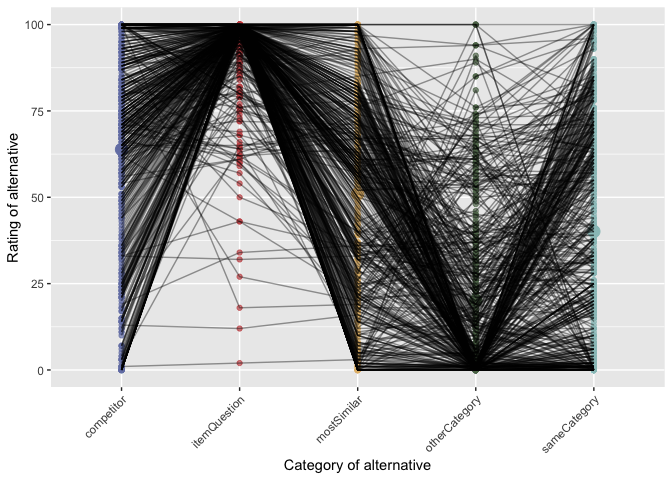 100
75
50
25
0
Rating of alternative
competitor
itemQuestion
mostSimilar
otherCategory
sameCategory
Category of alternative